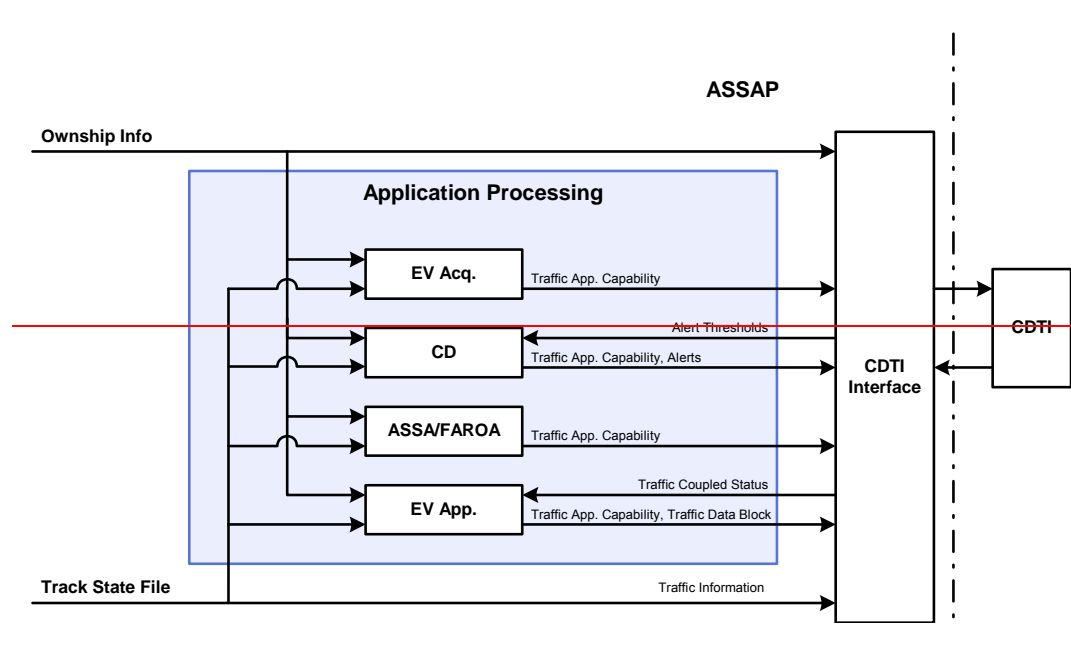 ASSAP
Ownship Info
Application Processing
EV Acq.
Traffic App. Capability
Alert Thresholds
CDTI
CD
Traffic App. Capability, Alerts
CDTI
Interface
ASSA/FAROA
Traffic App. Capability
Traffic Coupled Status
EV App.
Traffic App. Capability, Traffic Data Block
Track State File
Traffic Information